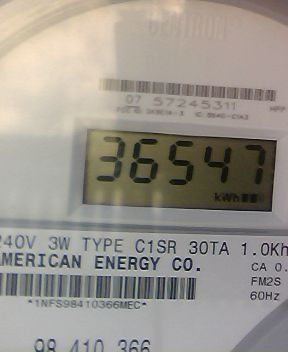 07 57245311
36547
kWh
240V 3W TYPE C1SR 30TA 1.0Kh
AMERICAN ENERGY CO.
CA 0.
FM2S
60Hz
*1NFS98410366MEC*
98 410 366